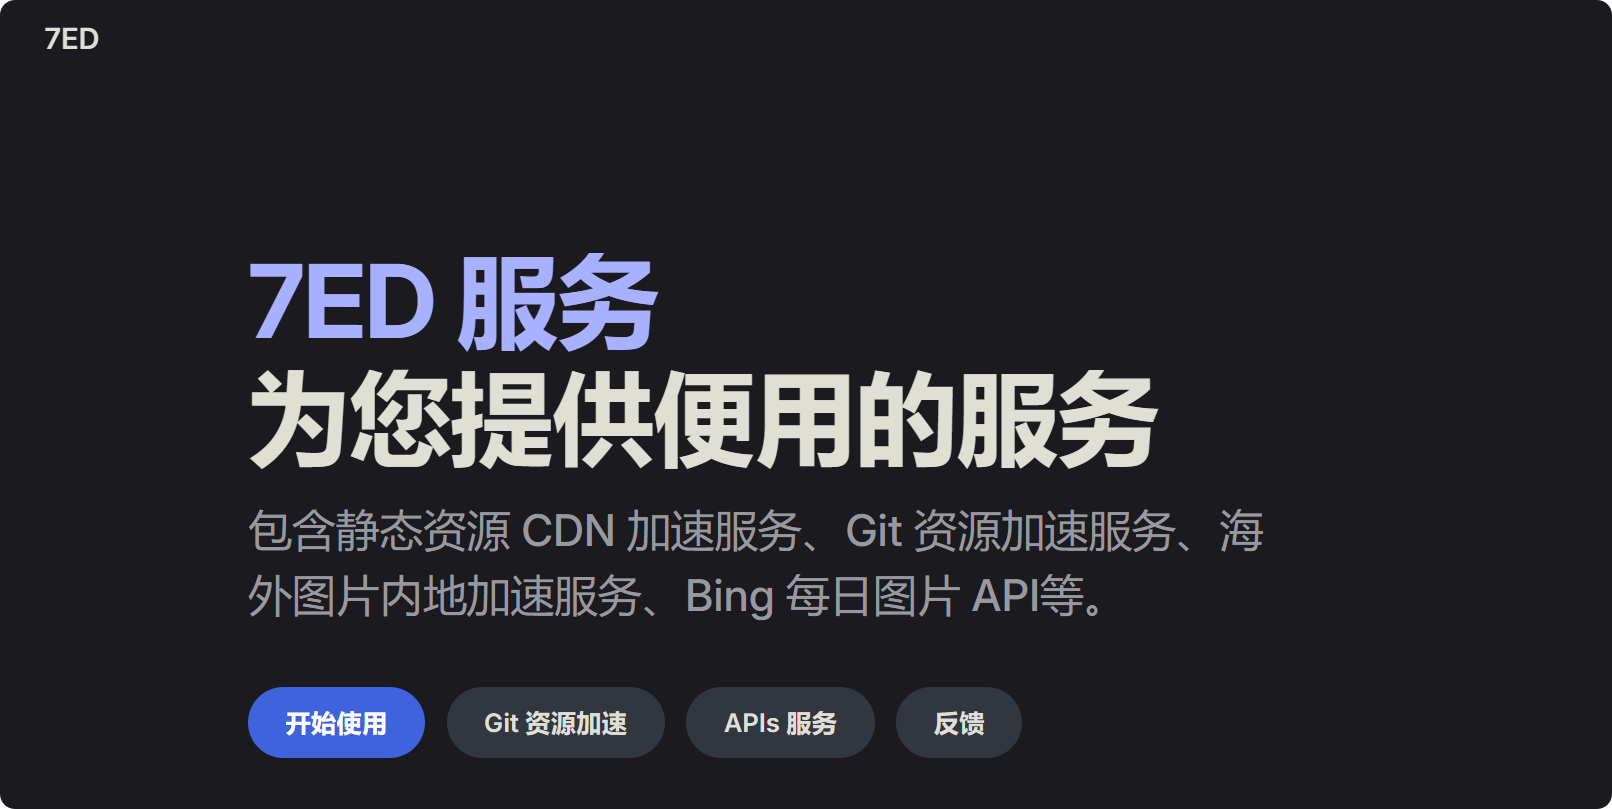 7ED
7ED 服务
为您提供便用的服务
包含静态资源 CDN 加速服务、Git 资源加速服务、海
外图片内地加速服务、Bing 每日图片 API等。
开始使用
Git 资源加速
APIs 服务
反馈